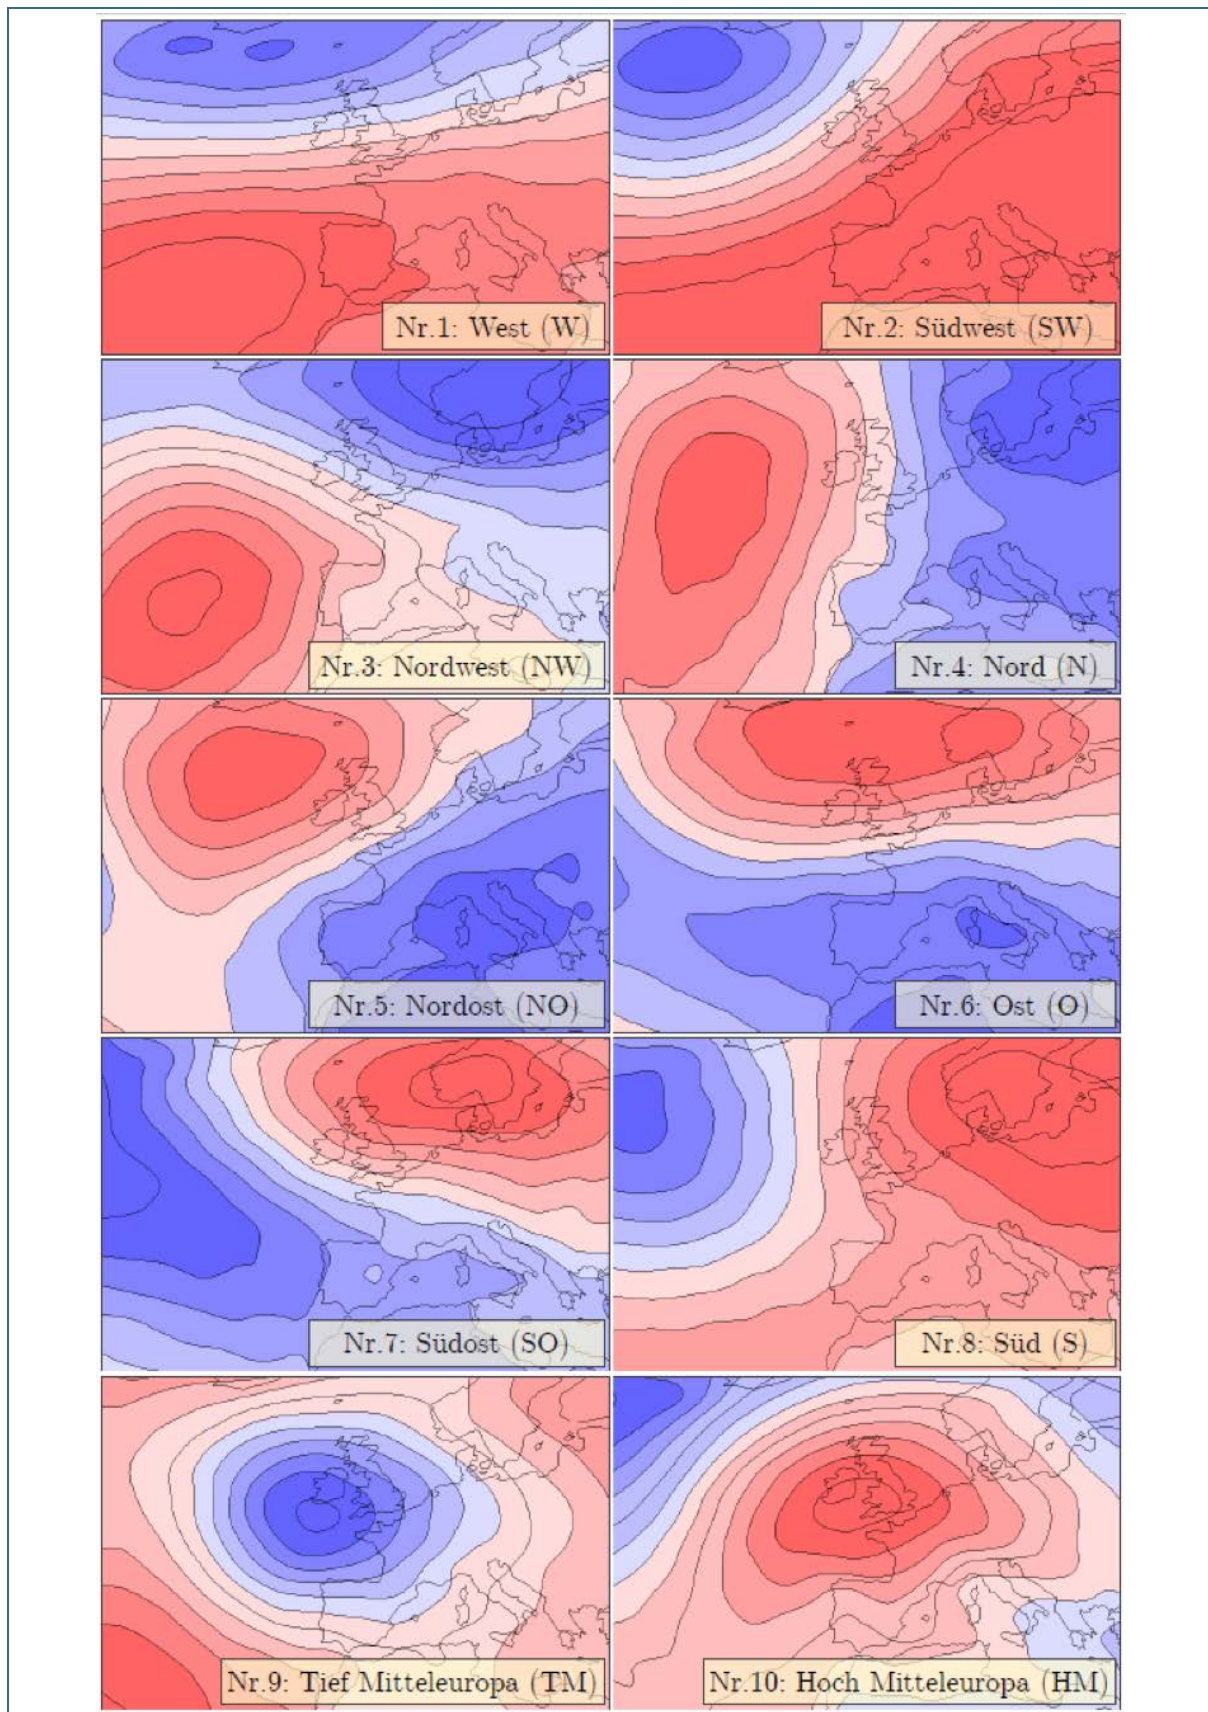 Nr.1: West (W)
Nr.2: Südwest (SW)
Nr.3: Nordwest (NW)
Nr.4: Nord (N)
Nr.5: Nordost (NO)
Nr.6: Ost (O)
Nr.7: Südost (SO)
Nr.8: Süd (S)
Nr.9: Tief Mitteleuropa (TM)
Nr.10: Hoch Mitteleuropa (HM)